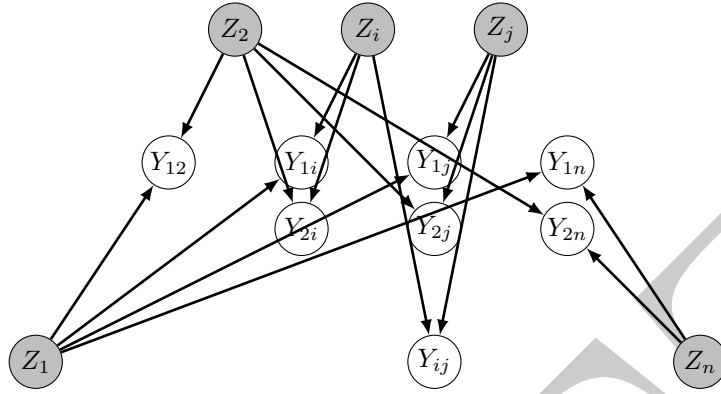 Z₂ Zᵢ Zⱼ
Y₁₂ Y₁ᵢ Y₁ⱼ Y₁ₙ
Y₂ᵢ Y₂ⱼ Y₂ₙ
Z₁ Yᵢⱼ Zₙ